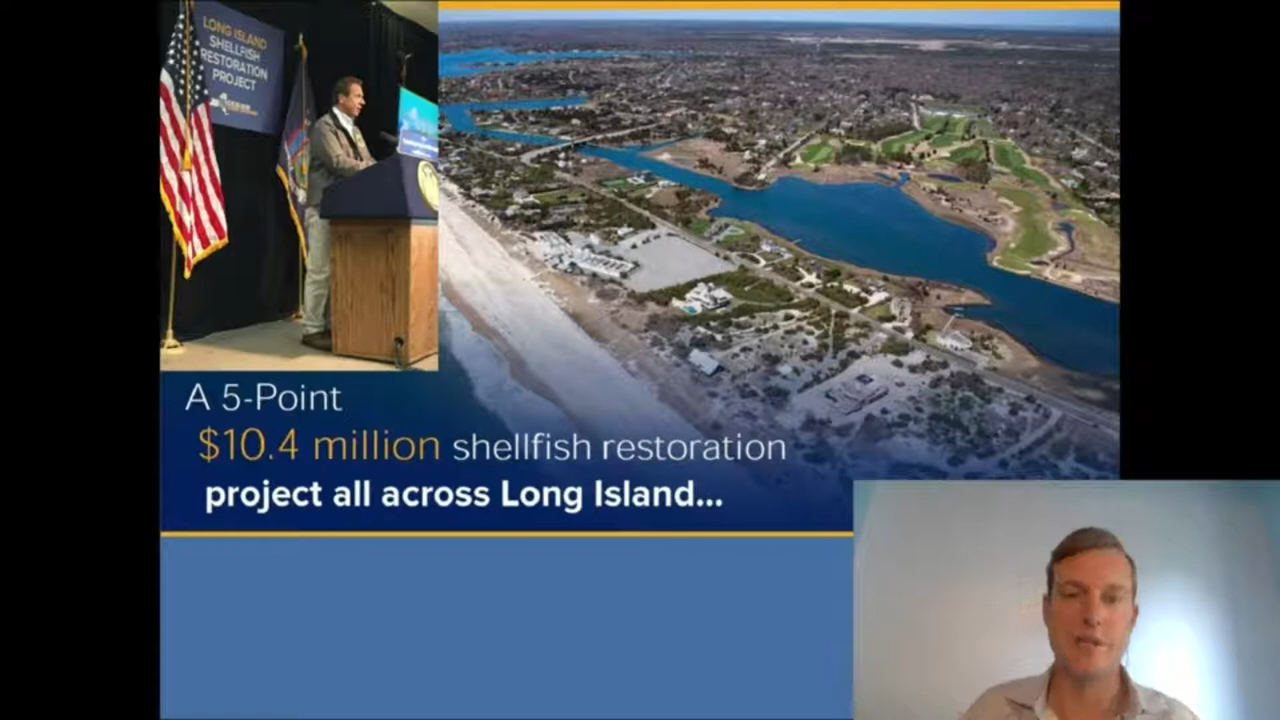 LONG ISLAND
SHELLFISH
RESTORATION
PROJECT
A 5-Point
$10.4 million shellfish restoration
project all across Long Island...